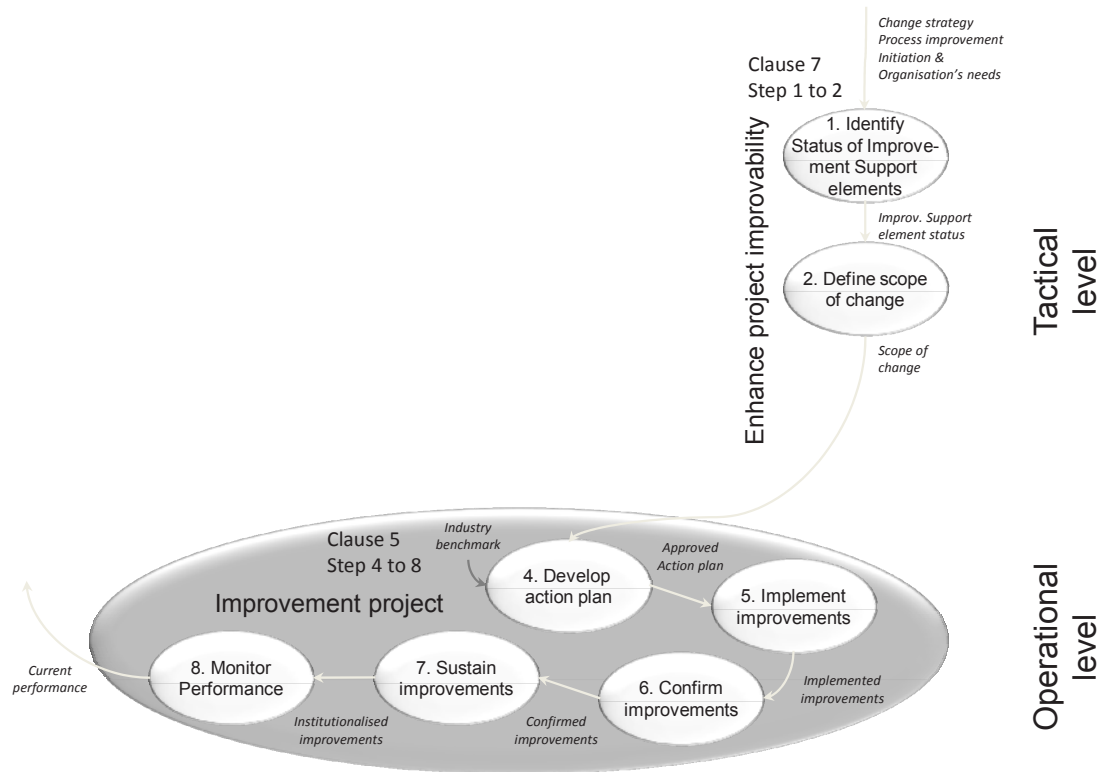 Change strategy
Process improvement
Initiation &
Organisation's needs
Clause 7
Step 1 to 2
Enhance project improvability
1. Identify
Status of Improve-
ment Support
elements
Improv. Support
element status
2. Define scope
of change
Scope of
change
Tactical
level
Clause 5
Step 4 to 8
Industry
benchmark
4. Develop
action plan
Approved
Action plan
5. Implement
improvements
Improvement project
Implemented
improvements
6. Confirm
improvements
Confirmed
improvements
7. Sustain
improvements
Institutionalised
improvements
8. Monitor
Performance
Current
performance
Operational
level